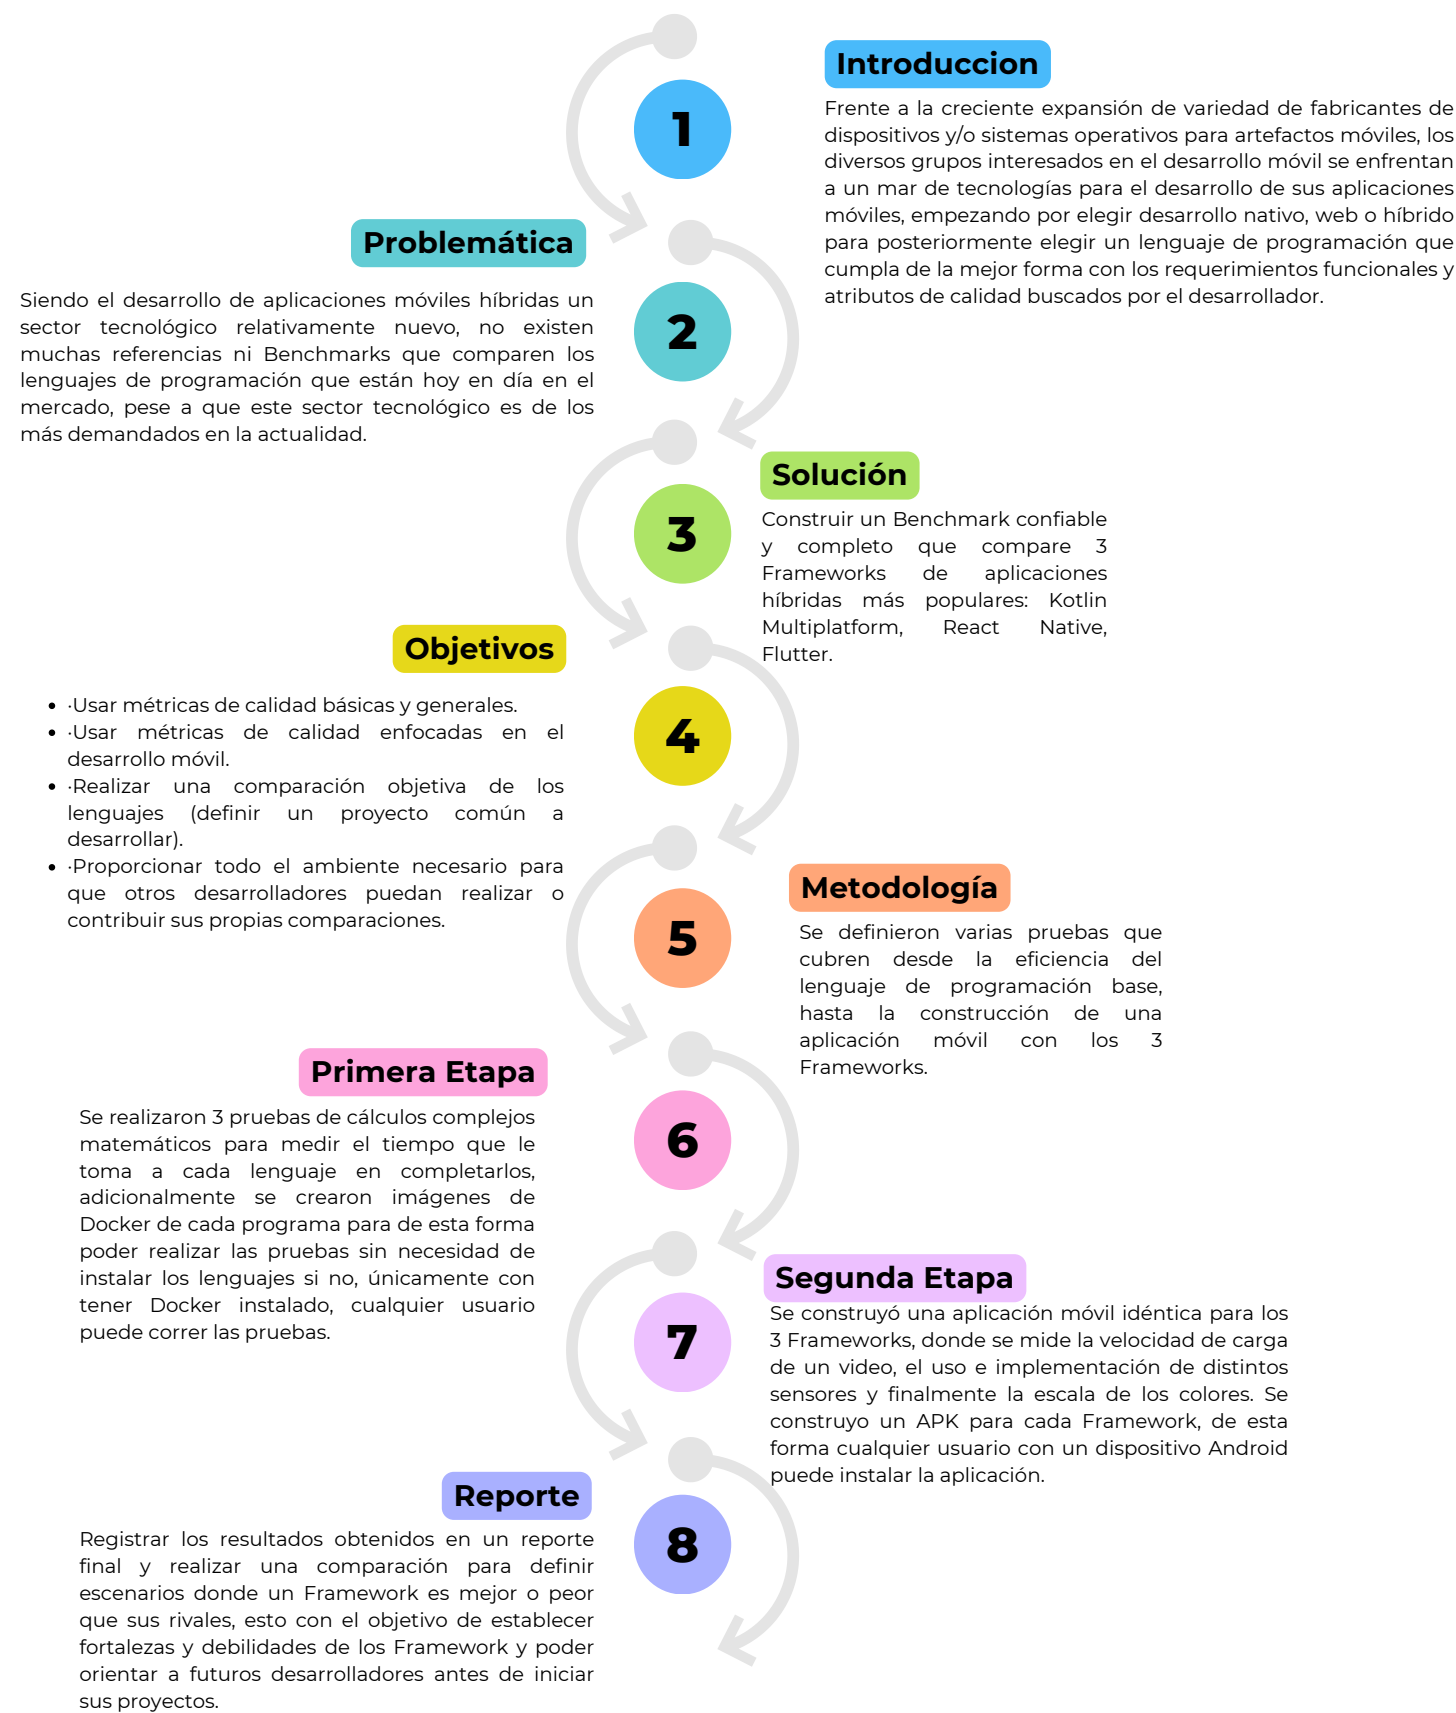 1
Introduccion
Frente a la creciente expansión de variedad de fabricantes de
dispositivos y/o sistemas operativos para artefactos móviles, los
diversos grupos interesados en el desarrollo móvil se enfrentan
a un mar de tecnologías para el desarrollo de sus aplicaciones
móviles, empezando por elegir desarrollo nativo, web o híbrido
para posteriormente elegir un lenguaje de programación que
cumpla de la mejor forma con los requerimientos funcionales y
atributos de calidad buscados por el desarrollador.
2
Problemática
Siendo el desarrollo de aplicaciones móviles híbridas un
sector tecnológico relativamente nuevo, no existen
muchas referencias ni Benchmarks que comparen los
lenguajes de programación que están hoy en día en el
mercado, pese a que este sector tecnológico es de los
más demandados en la actualidad.
3
Solución
Construir un Benchmark confiable
y completo que compare 3
Frameworks de aplicaciones
híbridas más populares: Kotlin
Multiplatform, React Native,
Flutter.
4
Objetivos
• ·Usar métricas de calidad básicas y generales.
• ·Usar métricas de calidad enfocadas en el
desarrollo móvil.
• ·Realizar una comparación objetiva de los
lenguajes (definir un proyecto común a
desarrollar).
• ·Proporcionar todo el ambiente necesario para
que otros desarrolladores puedan realizar o
contribuir sus propias comparaciones.
5
Metodología
Se definieron varias pruebas que
cubren desde la eficiencia del
lenguaje de programación base,
hasta la construcción de una
aplicación móvil con los 3
Frameworks.
6
Primera Etapa
Se realizaron 3 pruebas de cálculos complejos
matemáticos para medir el tiempo que le
toma a cada lenguaje en completarlos,
adicionalmente se crearon imágenes de
Docker de cada programa para de esta forma
poder realizar las pruebas sin necesidad de
instalar los lenguajes si no, únicamente con
tener Docker instalado, cualquier usuario
puede correr las pruebas.
7
Segunda Etapa
Se construyó una aplicación móvil idéntica para los
3 Frameworks, donde se mide la velocidad de carga
de un video, el uso e implementación de distintos
sensores y finalmente la escala de los colores. Se
construyo un APK para cada Framework, de esta
forma cualquier usuario con un dispositivo Android
puede instalar la aplicación.
8
Reporte
Registrar los resultados obtenidos en un reporte
final y realizar una comparación para definir
escenarios donde un Framework es mejor o peor
que sus rivales, esto con el objetivo de establecer
fortalezas y debilidades de los Framework y poder
orientar a futuros desarrolladores antes de iniciar
sus proyectos.